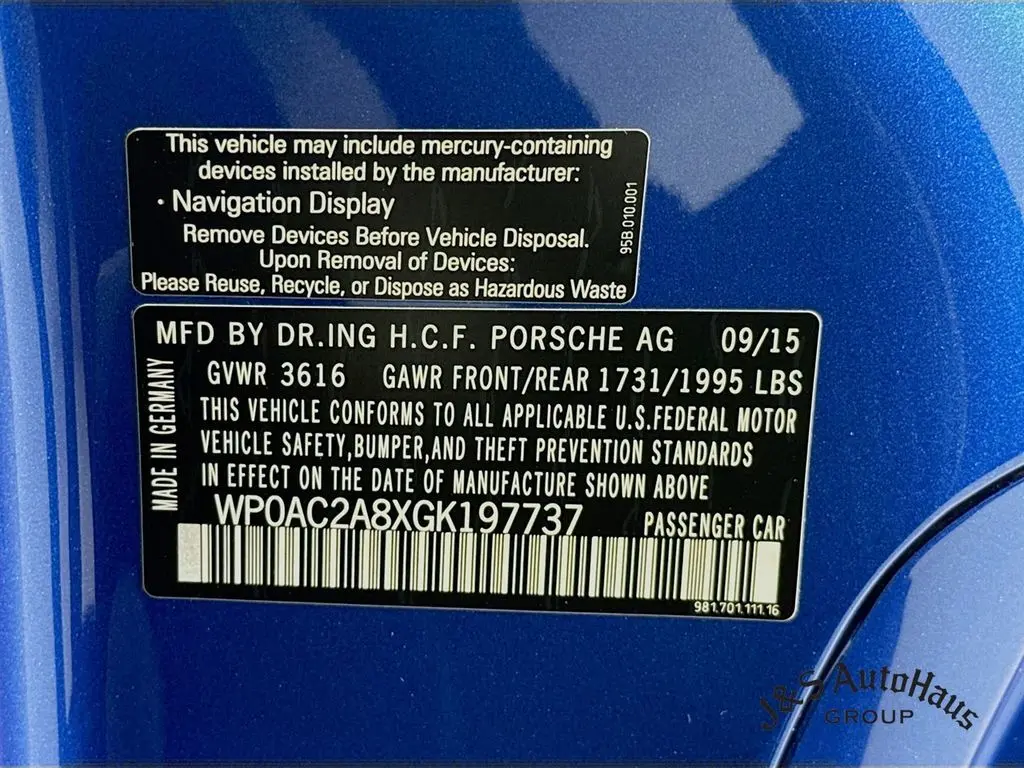 This vehicle may include mercury-containing
devices installed by the manufacturer:
· Navigation Display
Remove Devices Before Vehicle Disposal.
Upon Removal of Devices:
Please Reuse, Recycle, or Dispose as Hazardous Waste
95B.010.001
MFD BY DR.ING H.C.F. PORSCHE AG 09/15
GVWR 3616 GAWR FRONT/REAR 1731/1995 LBS
MADE IN GERMANY
THIS VEHICLE CONFORMS TO ALL APPLICABLE U.S.FEDERAL MOTOR
VEHICLE SAFETY,BUMPER,AND THEFT PREVENTION STANDARDS
IN EFFECT ON THE DATE OF MANUFACTURE SHOWN ABOVE
WP0AC2A8XGK197737 PASSENGER CAR
981.701.111.16
J&S AutoHaus
GROUP